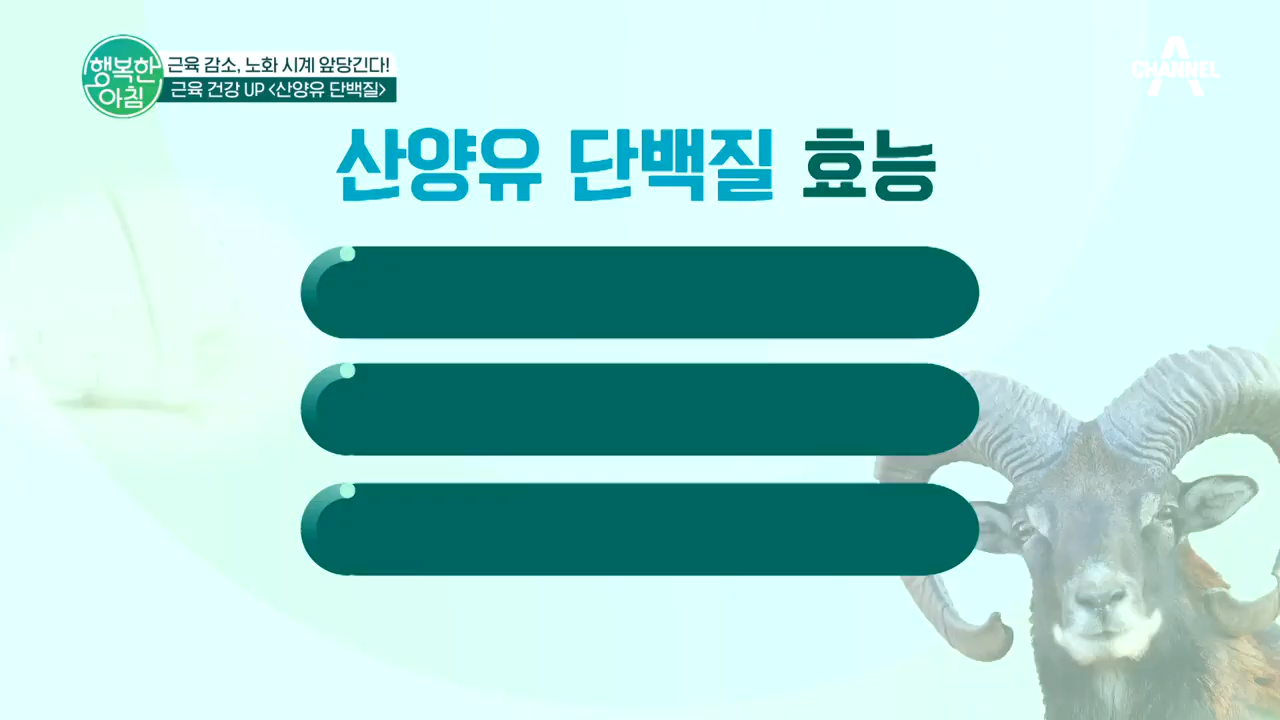 행복한
아침
근육 감소, 노화 시계 앞당긴다!
근육 건강 UP <산양유 단백질>
CHANNEL A
산양유 단백질 효능